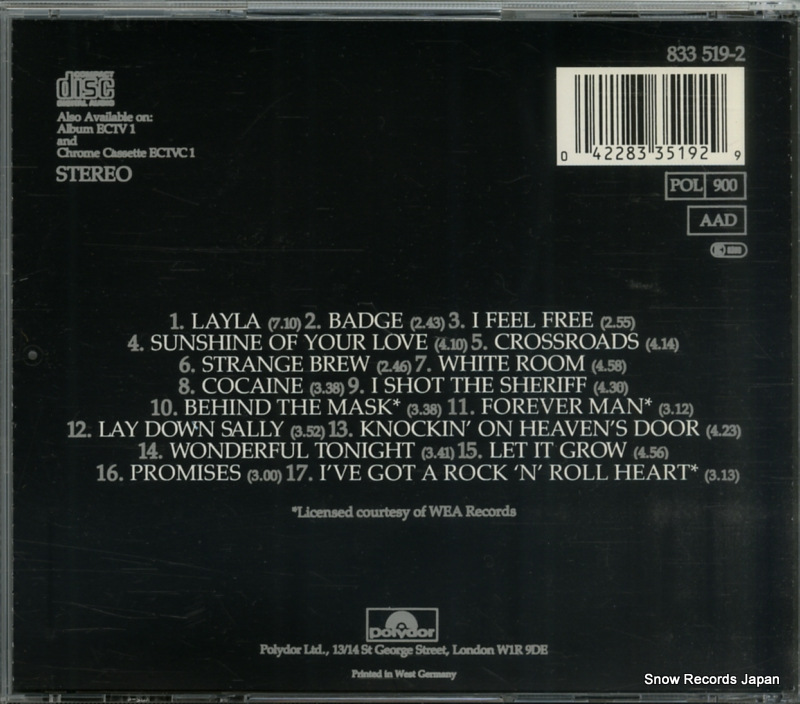 833 519-2
COMPACT
disc
DIGITAL AUDIO
Also Available on:
Album ECTV 1
and
Chrome Cassette ECTVC 1
STEREO
0 42283 35192 9
POL 900
AAD
1. LAYLA (7.10) 2. BADGE (2.43) 3. I FEEL FREE (2.55)
4. SUNSHINE OF YOUR LOVE (4.10) 5. CROSSROADS (4.14)
6. STRANGE BREW (2.46) 7. WHITE ROOM (4.58)
8. COCAINE (3.38) 9. I SHOT THE SHERIFF (4.30)
10. BEHIND THE MASK* (3.38) 11. FOREVER MAN* (3.12)
12. LAY DOWN SALLY (3.52) 13. KNOCKIN' ON HEAVEN'S DOOR (4.23)
14. WONDERFUL TONIGHT (3.41) 15. LET IT GROW (4.56)
16. PROMISES (3.00) 17. I'VE GOT A ROCK 'N' ROLL HEART* (3.13)
*Licensed courtesy of WEA Records
polydor
Polydor Ltd., 13/14 St George Street, London W1R 9DE
Printed in West Germany
Snow Records Japan